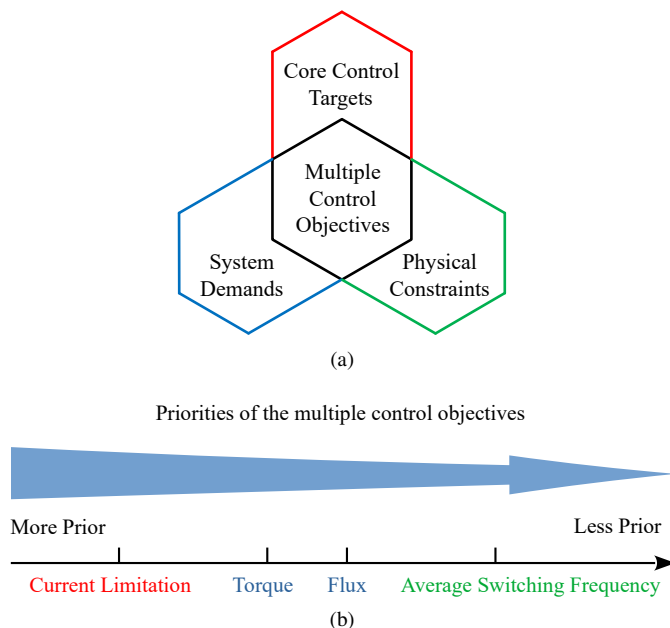 Core Control
Targets
Multiple
Control
Objectives
System
Demands
Physical
Constraints
(a)
Priorities of the multiple control objectives
More Prior
Less Prior
Current Limitation
Torque
Flux
Average Switching Frequency
(b)